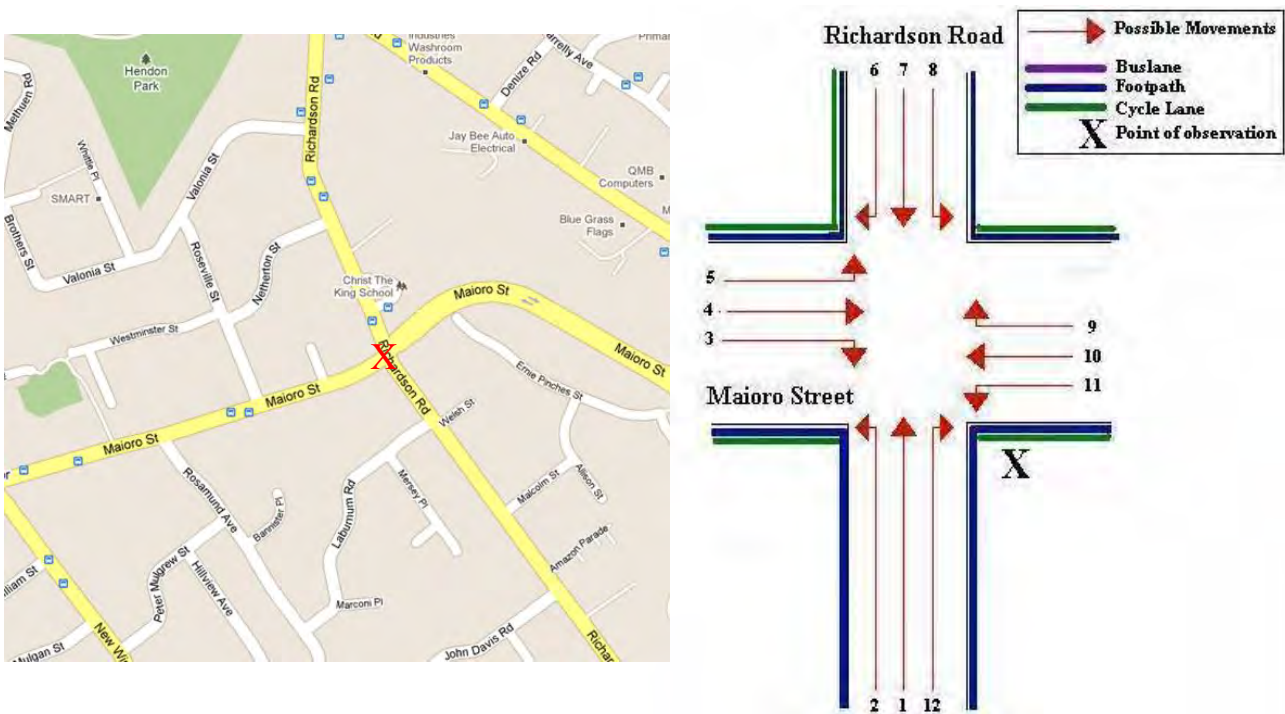 Industries
Washroom
Products
Hendon
Park
Denize Rd
Methuen Rd
Richardson Rd
Jay Bee Auto
Electrical
Whittle Pl
Valonia St
QMB
Computers
SMART
Blue Grass
Flags
Brothers St
Roseville St
Netherton St
Valonia St
Christ The
King School
Maioro St
Westminster St
Maioro St
X
Richardson Rd
Ernie Pinches St
Maioro St
Welsh St
Maioro St
Rosamund Ave
Mersey Pl
Allison St
Malcolm St
Bannister Pl
Laburnum Rd
Amazon Parade
Peter Mulgrew St
Hillview Ave
Marconi Pl
John Davis Rd
Mulgan St
Richardson Road
6 7 8
Possible Movements
Buslane
Footpath
Cycle Lane
X Point of observation
5
4
3
9
10
11
Maioro Street
X
2 1 12